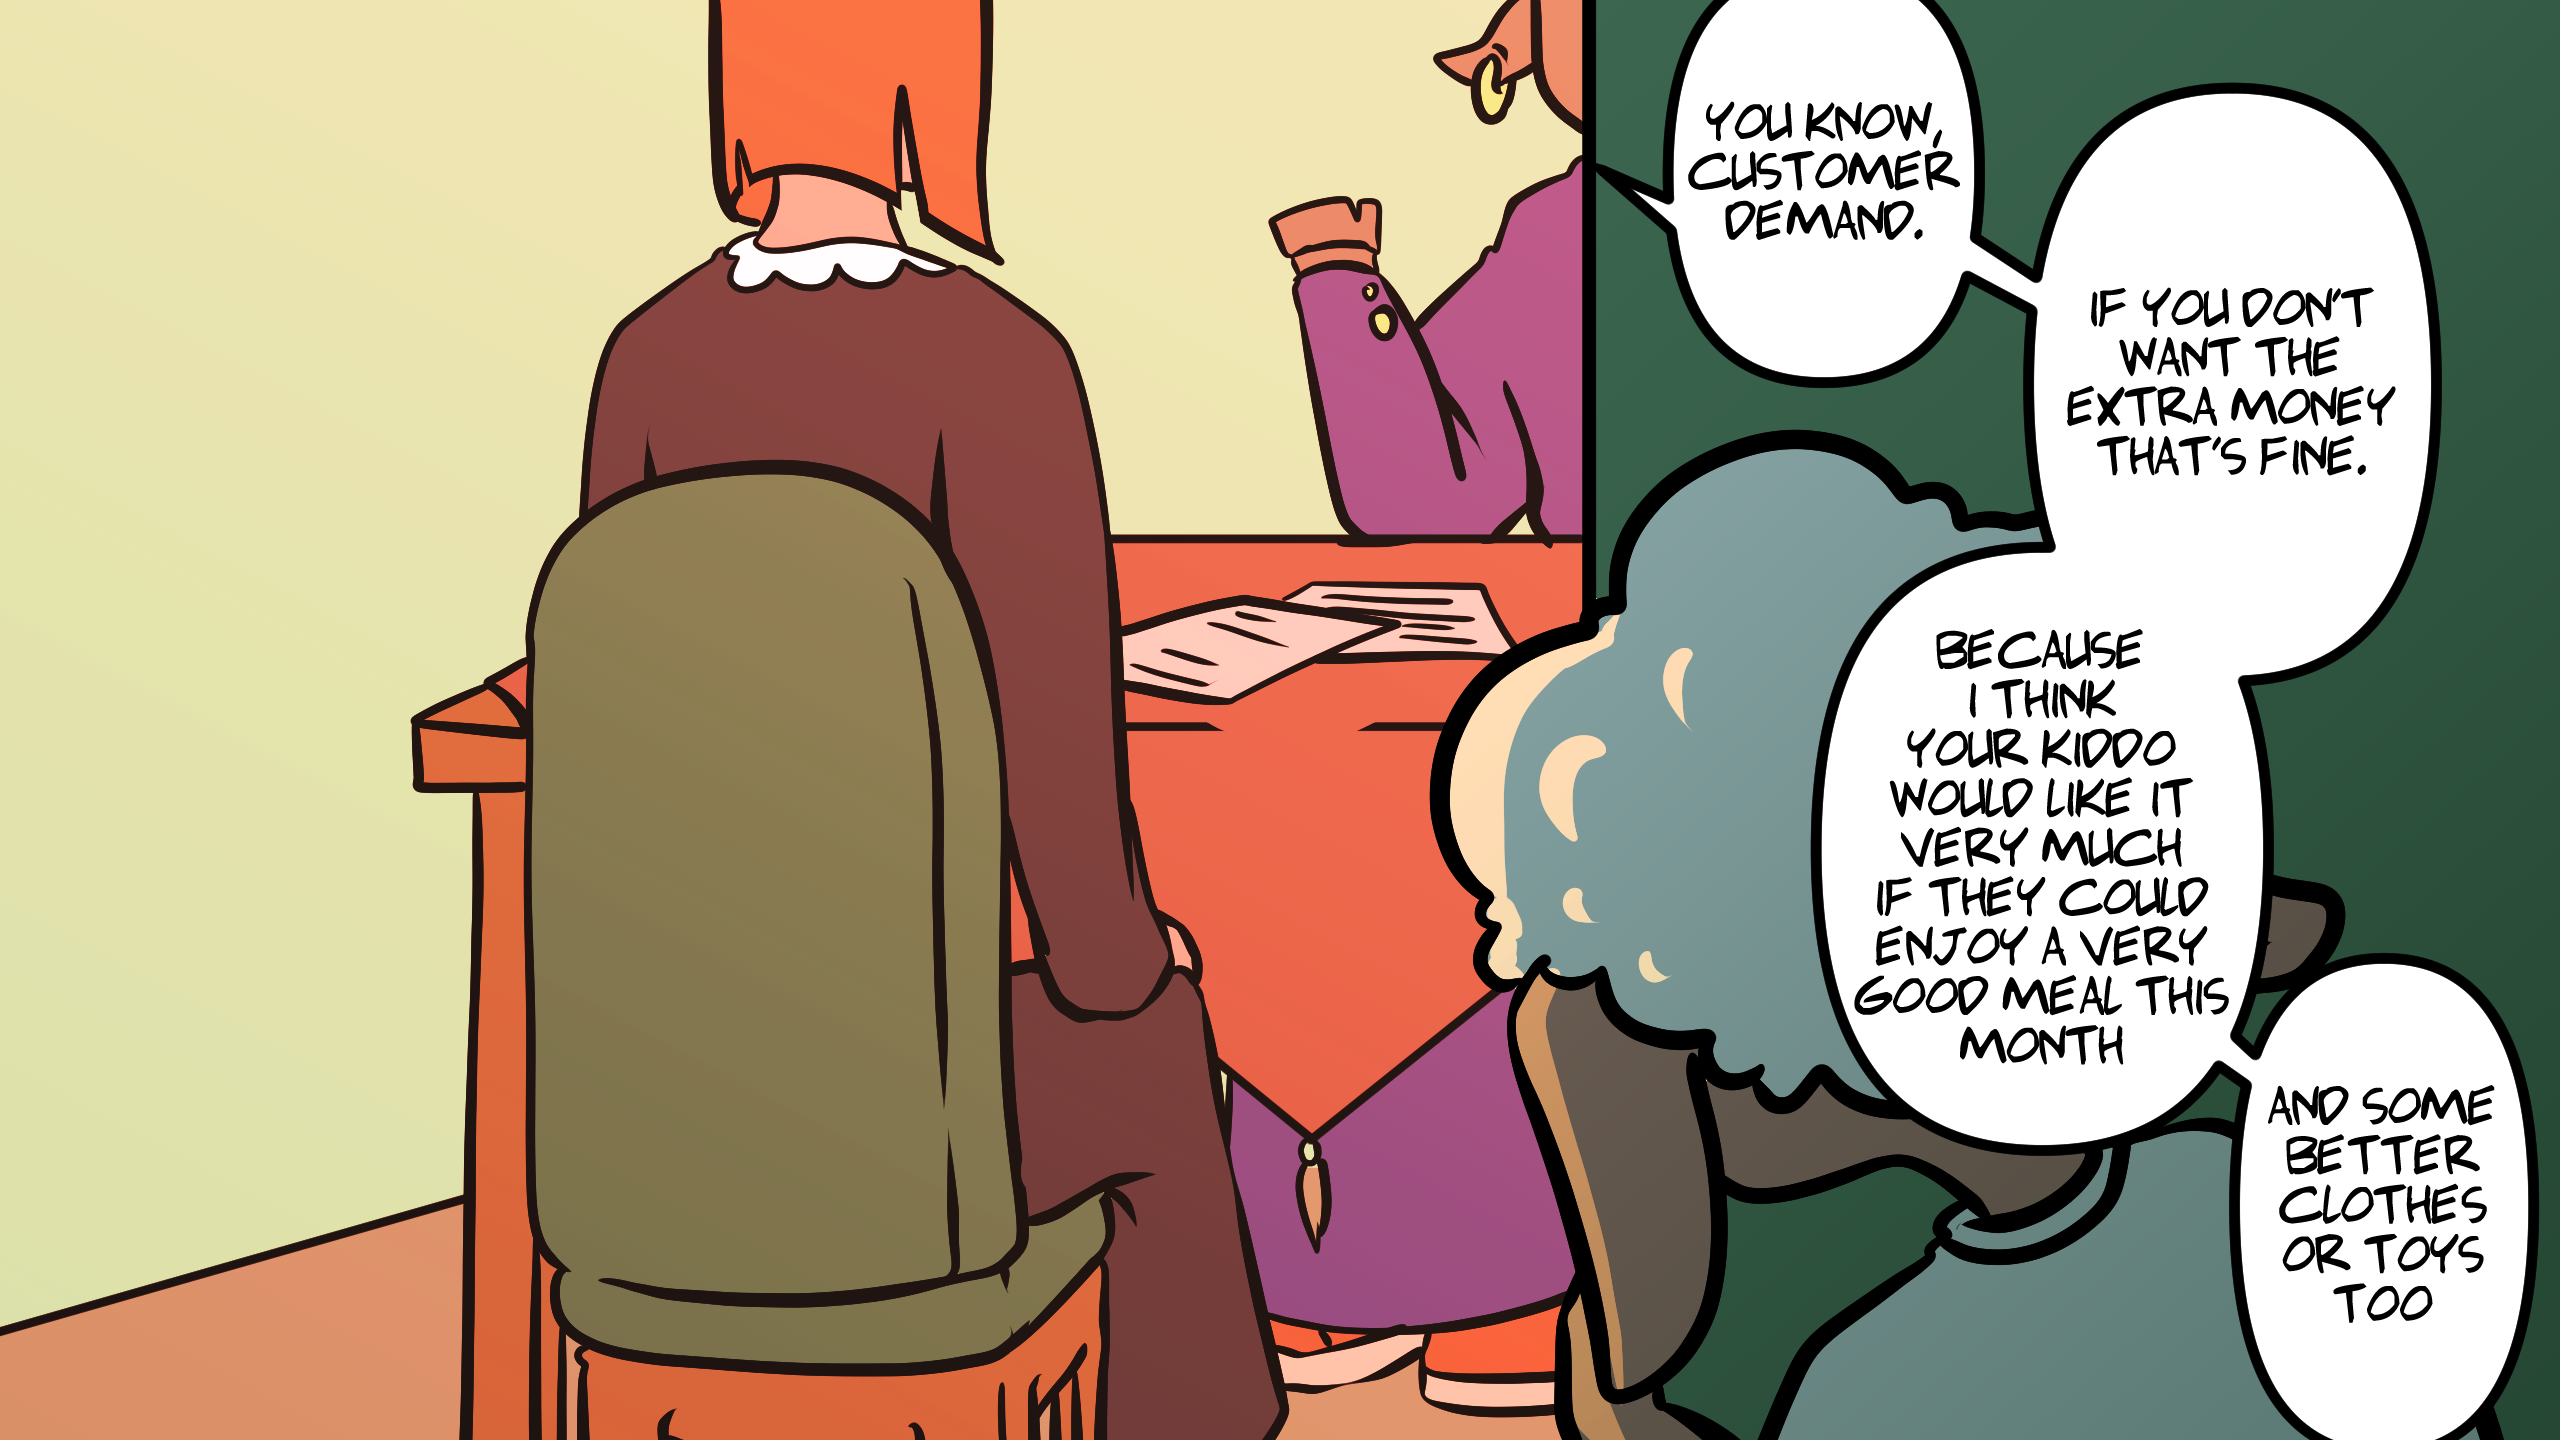 YOU KNOW,
CUSTOMER
DEMAND.
IF YOU DON'T
WANT THE
EXTRA MONEY
THAT'S FINE.
BECAUSE
I THINK
YOUR KIDDO
WOULD LIKE IT
VERY MUCH
IF THEY COULD
ENJOY A VERY
GOOD MEAL THIS
MONTH
AND SOME
BETTER
CLOTHES
OR TOYS
TOO